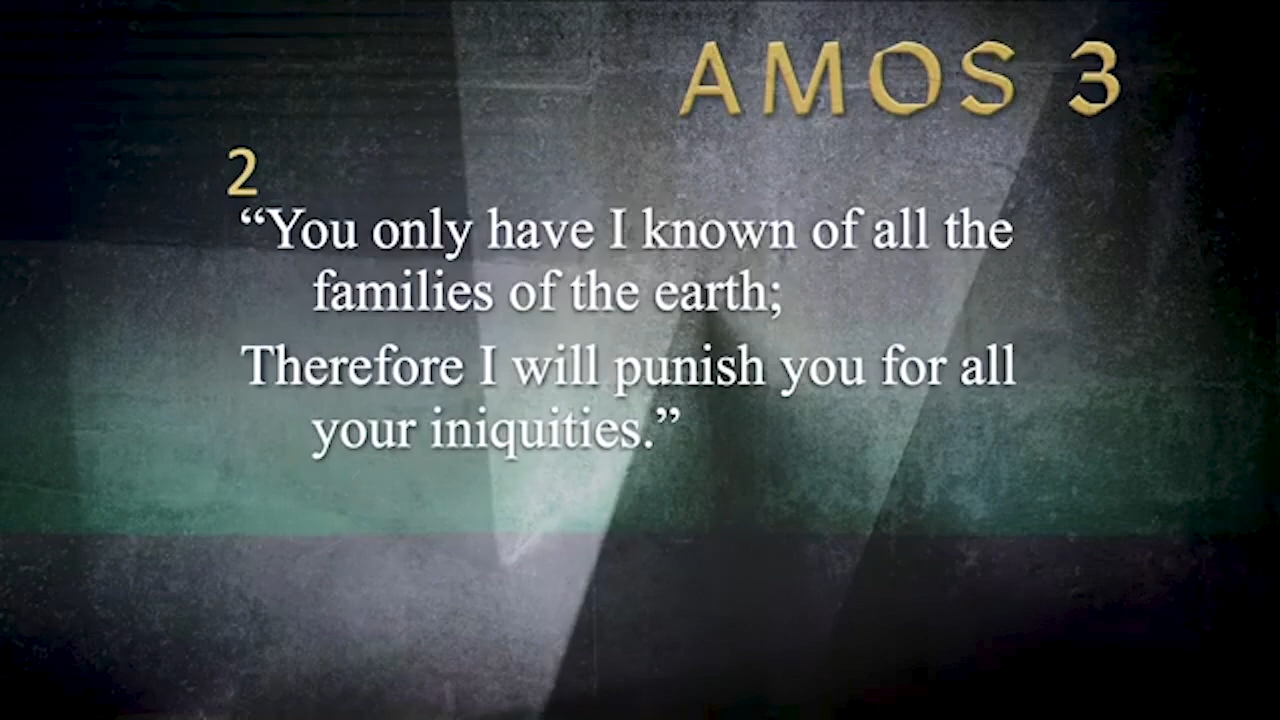 AMOS 3
2
“You only have I known of all the
families of the earth;
Therefore I will punish you for all
your iniquities.”